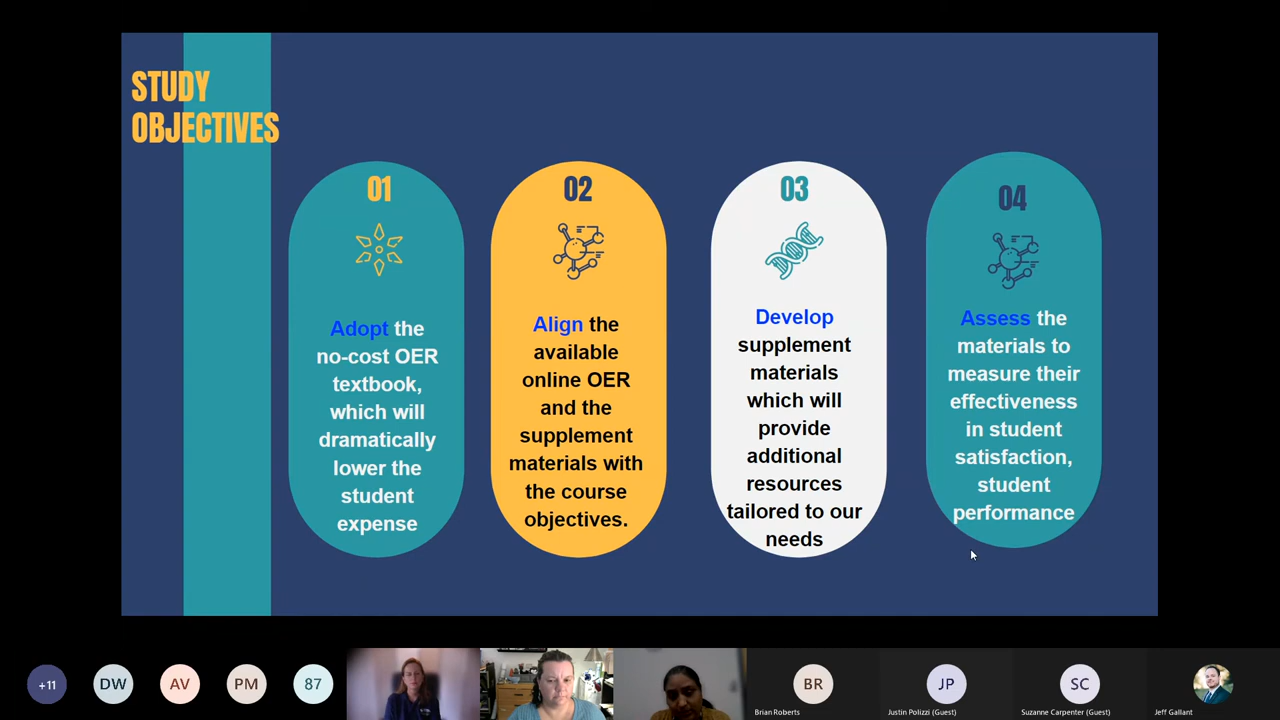 STUDY
OBJECTIVES
01
Adopt the
no-cost OER
textbook,
which will
dramatically
lower the
student
expense
02
Align the
available
online OER
and the
supplement
materials with
the course
objectives.
03
Develop
supplement
materials
which will
provide
additional
resources
tailored to our
needs
04
Assess the
materials to
measure their
effectiveness
in student
satisfaction,
student
performance
+11
DW
AV
PM
87
BR
Brian Roberts
JP
Justin Polizzi (Guest)
SC
Suzanne Carpenter (Guest)
Jeff Gallant